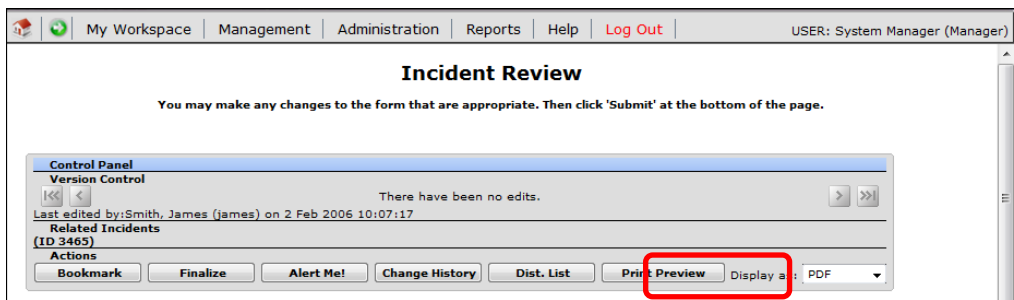 My Workspace Management Administration Reports Help Log Out USER: System Manager (Manager)
Incident Review
You may make any changes to the form that are appropriate. Then click 'Submit' at the bottom of the page.
Control Panel
Version Control
There have been no edits.
Last edited by:Smith, James (james) on 2 Feb 2006 10:07:17
Related Incidents
(ID 3465)
Actions
Bookmark Finalize Alert Me! Change History Dist. List Print Preview Display as: PDF